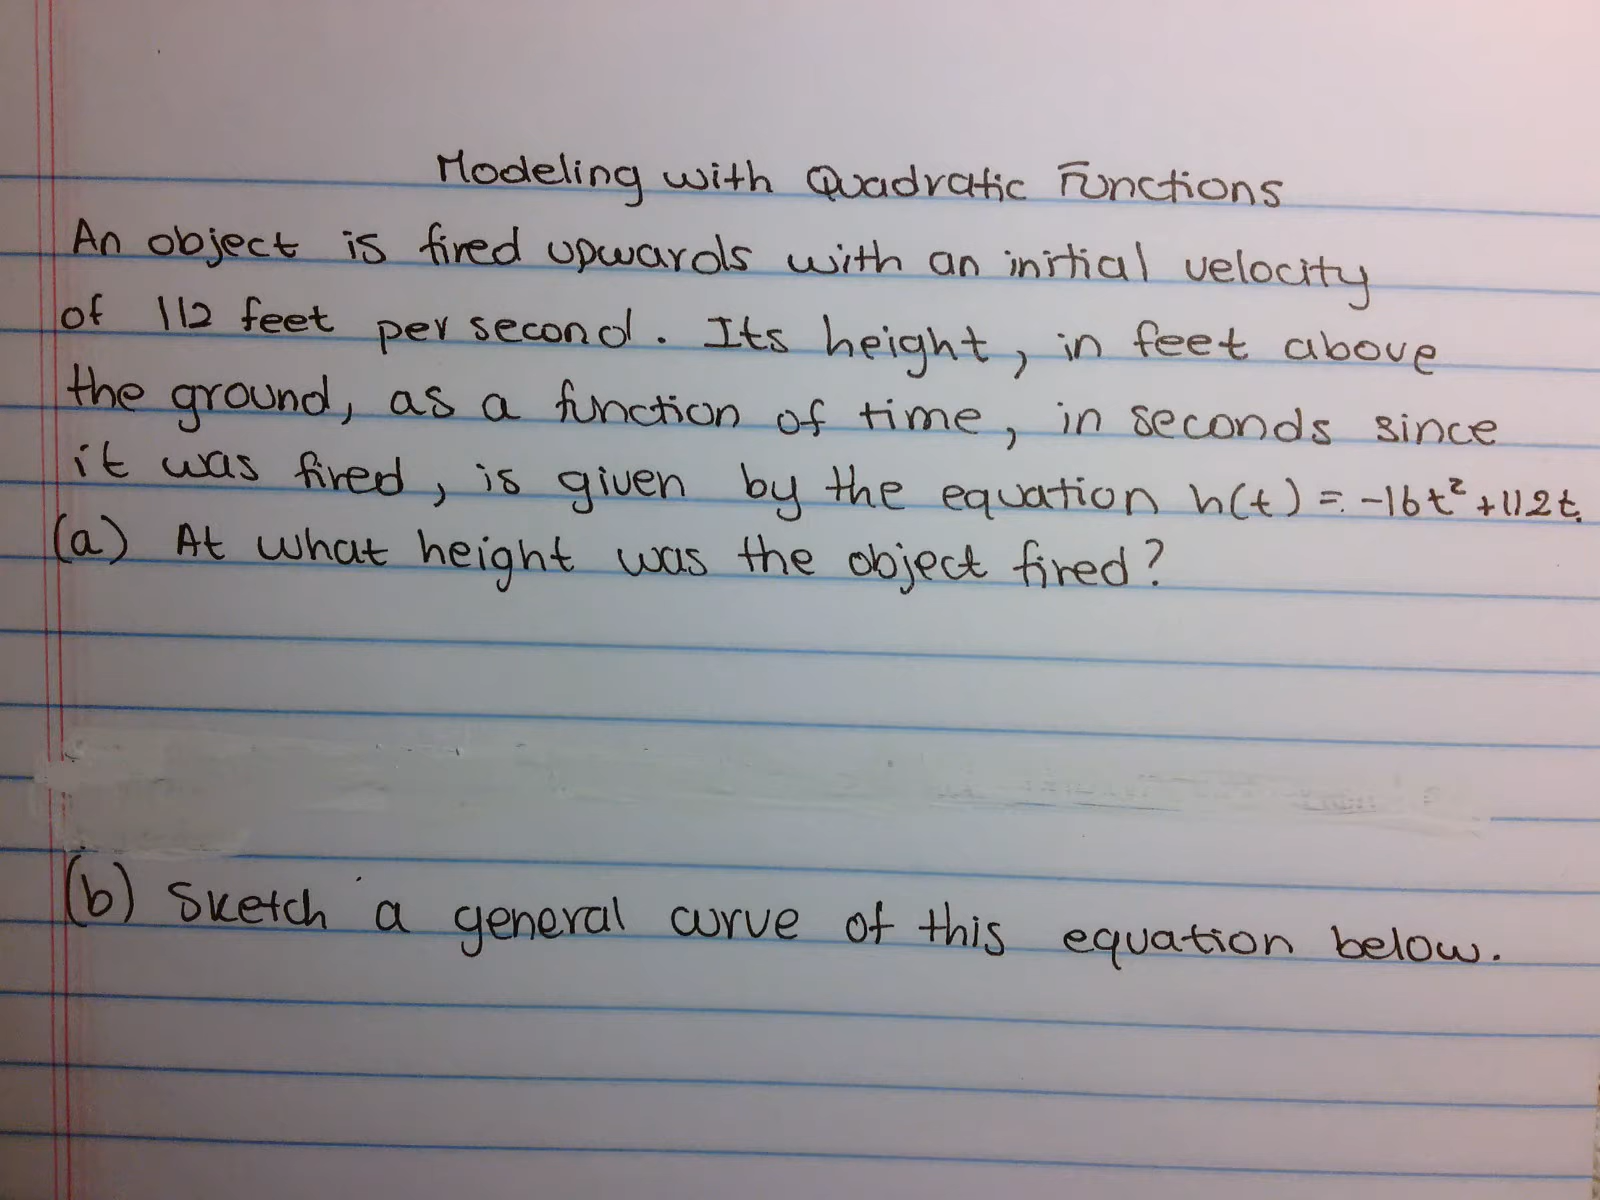 Modeling with Quadratic Functions
An object is fired upwards with an initial velocity
of 112 feet per second. Its height, in feet above
the ground, as a function of time, in seconds since
it was fired, is given by the equation h(t) = -16t² +112t.
(a) At what height was the object fired?
(b) Sketch a general curve of this equation below.